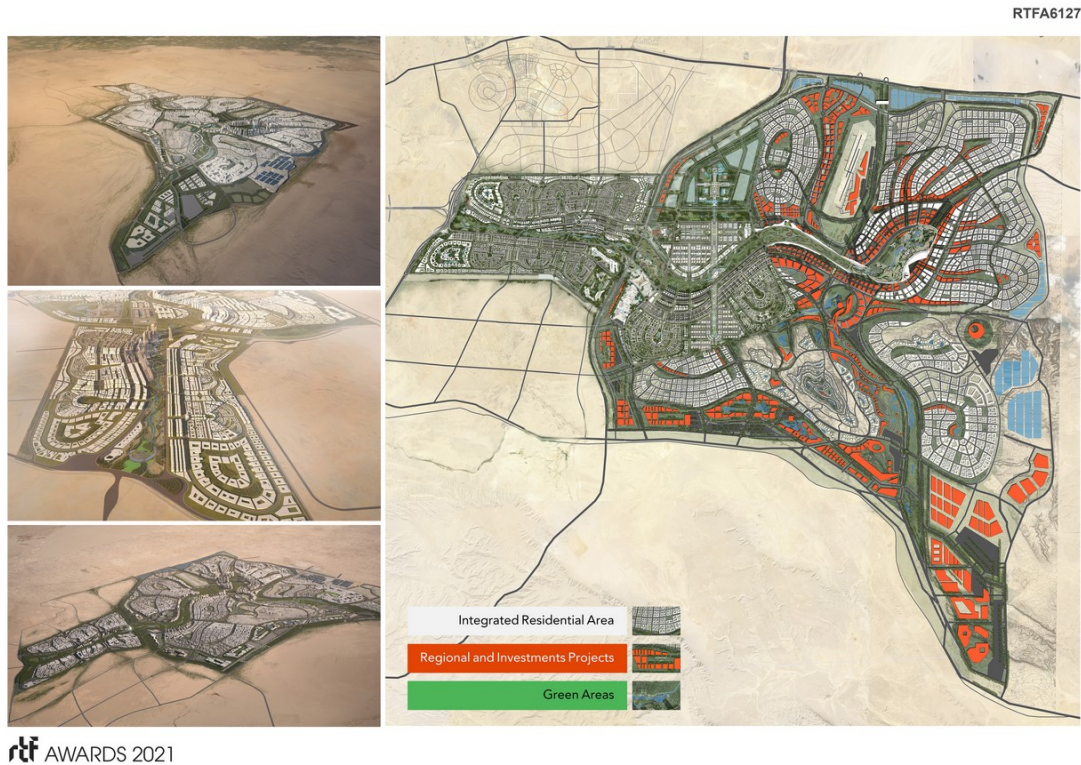 RTFA6127
Integrated Residential Area
Regional and Investments Projects
Green Areas
rtf AWARDS 2021